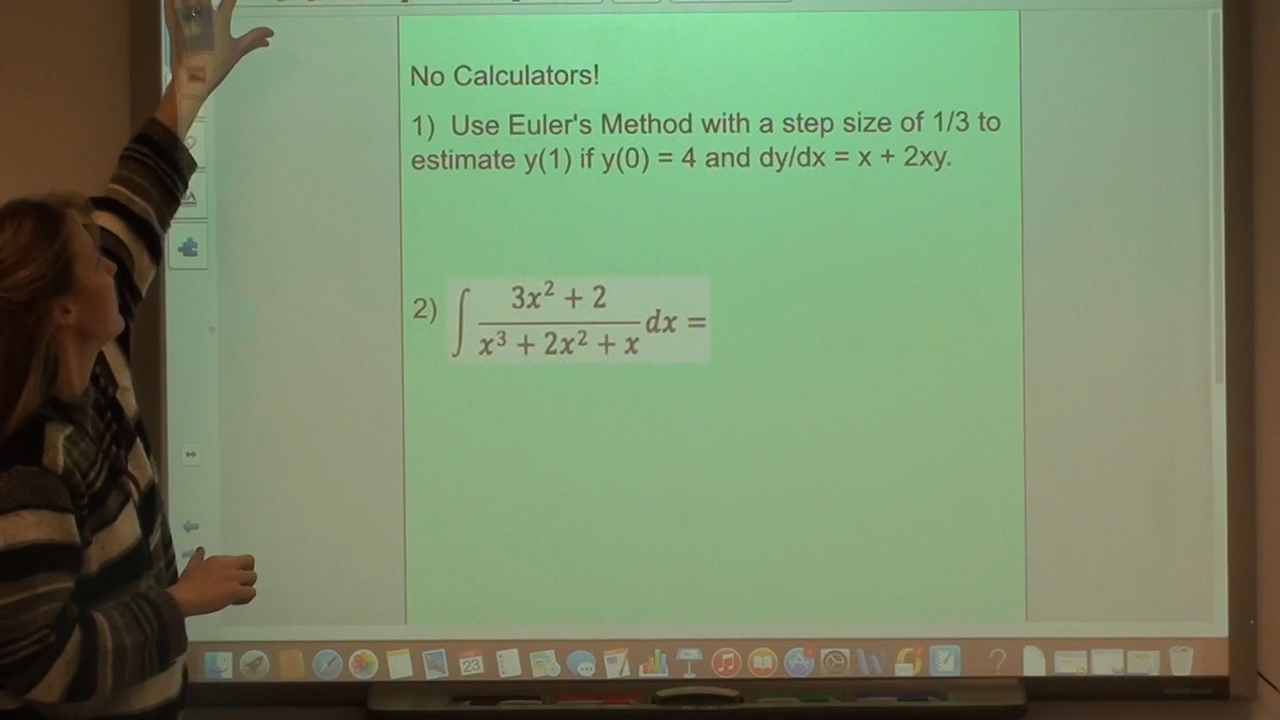 No Calculators!
1) Use Euler's Method with a step size of 1/3 to
estimate y(1) if y(0) = 4 and dy/dx = x + 2xy.
2) ∫ (3x² + 2)/(x³ + 2x² + x) dx =
23